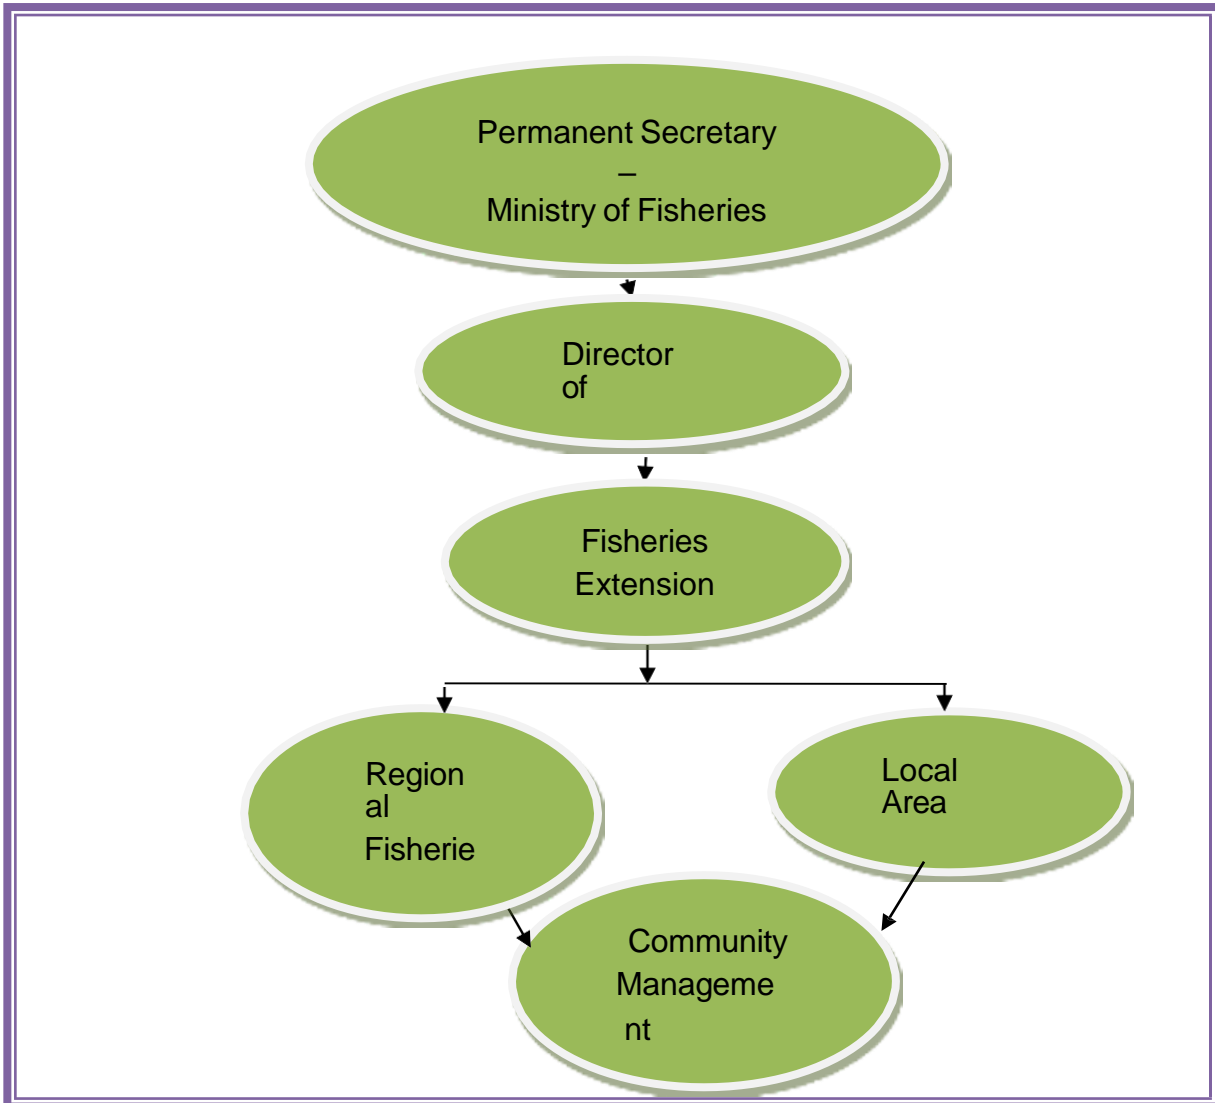 Permanent Secretary
–
Ministry of Fisheries
Director
of
Fisheries
Extension
Region
al
Fisherie
Local
Area
Community
Manageme
nt